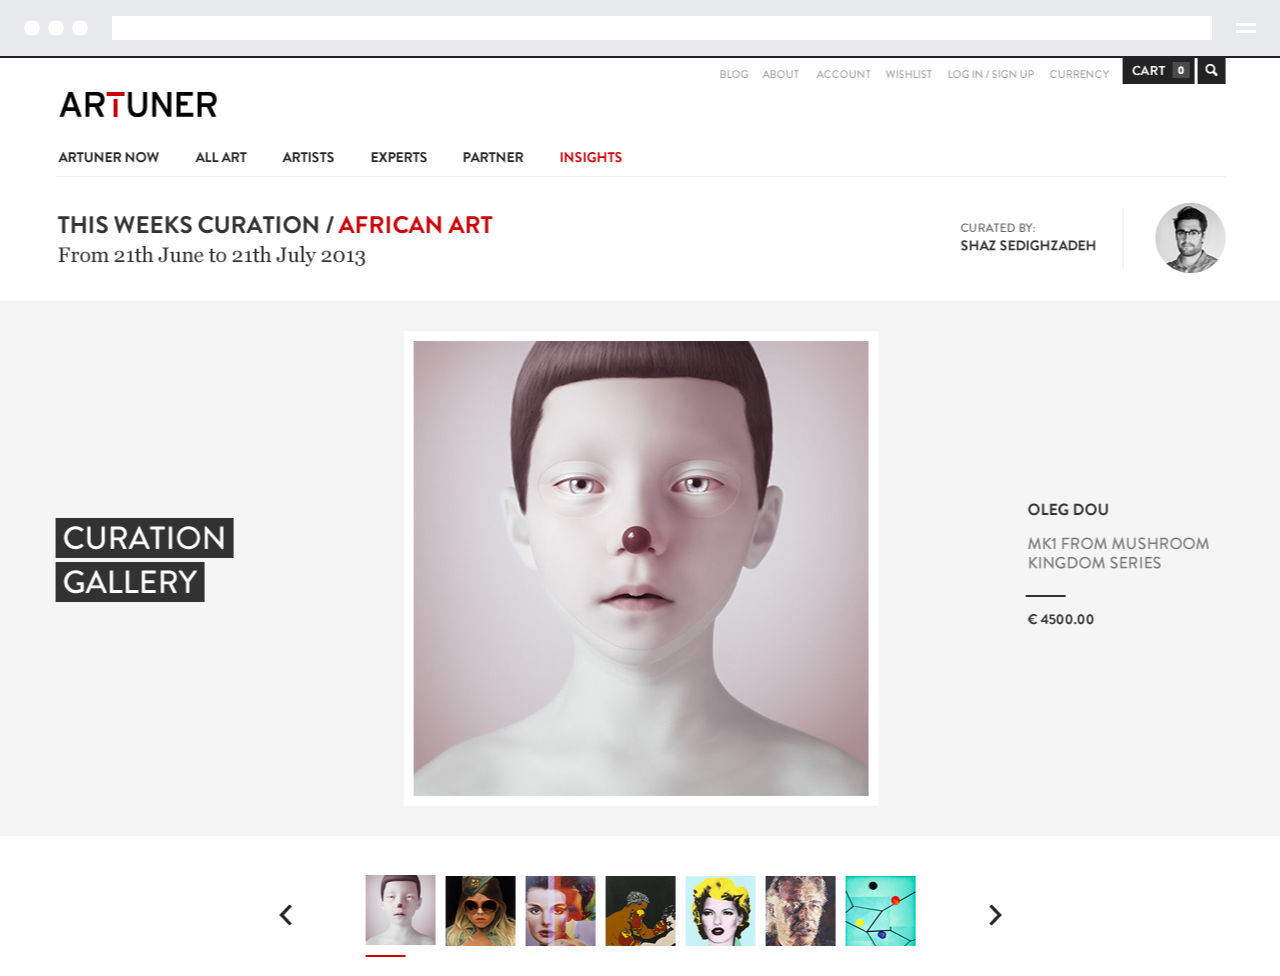 BLOG ABOUT ACCOUNT WISHLIST LOG IN / SIGN UP CURRENCY CART 0
ARTUNER
ARTUNER NOW ALL ART ARTISTS EXPERTS PARTNER INSIGHTS
THIS WEEKS CURATION / AFRICAN ART
From 21th June to 21th July 2013
CURATED BY:
SHAZ SEDIGHZADEH
CURATION
GALLERY
OLEG DOU
MK1 FROM MUSHROOM
KINGDOM SERIES
€ 4500.00